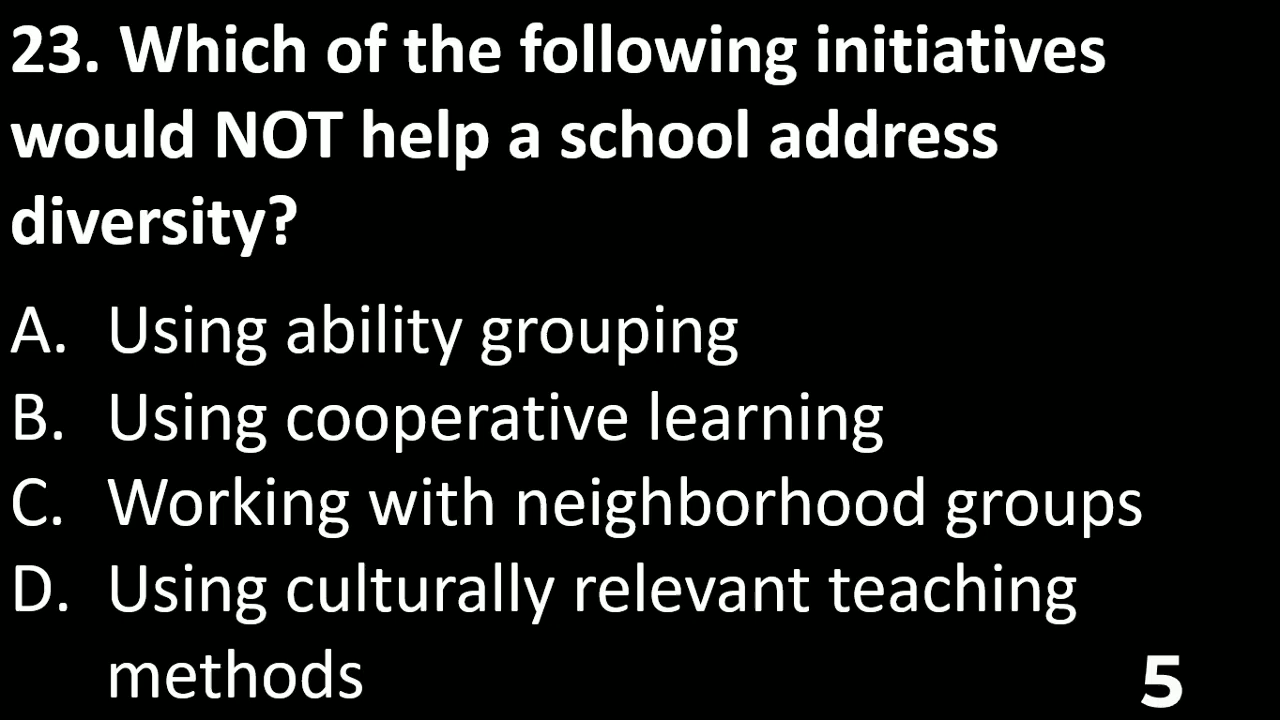 23. Which of the following initiatives
would NOT help a school address
diversity?
A. Using ability grouping
B. Using cooperative learning
C. Working with neighborhood groups
D. Using culturally relevant teaching
methods
5